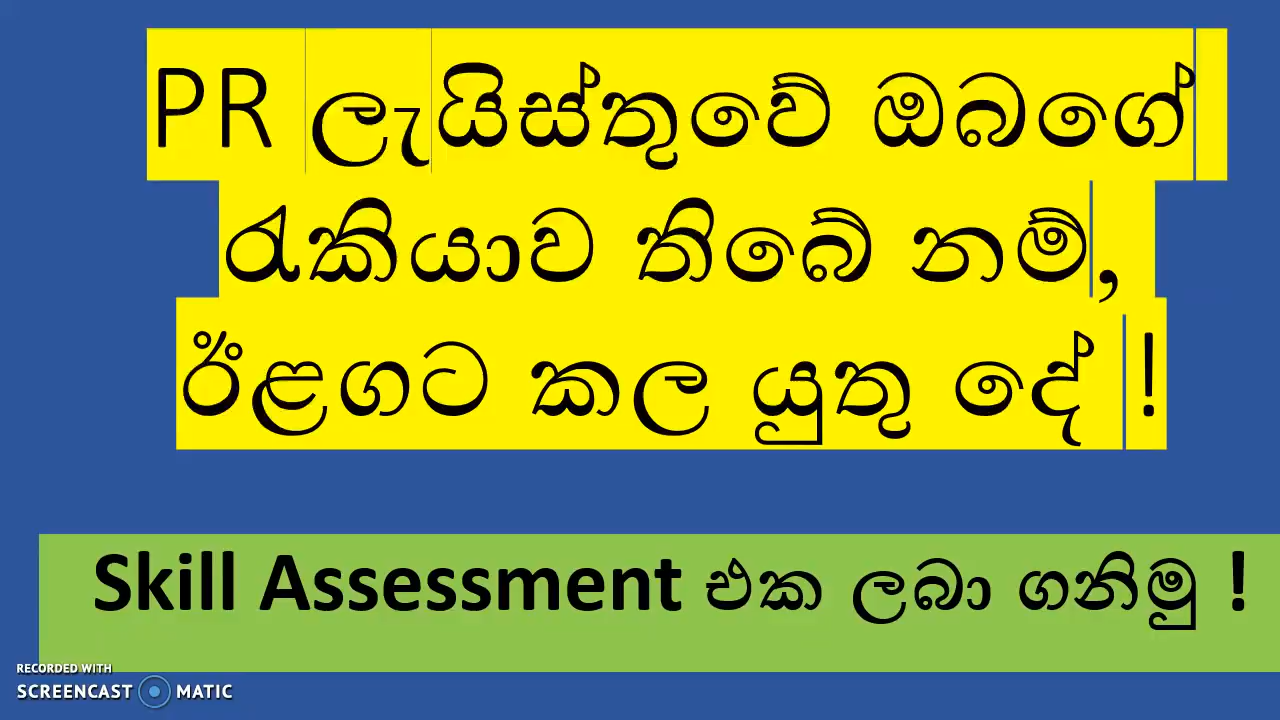 PR ලැයිස්තුවේ ඔබගේ
රැකියාව තිබේ නම්,
ඊළගට කල යුතු දේ !
Skill Assessment එක ලබා ගනිමු !
RECORDED WITH
SCREENCAST MATIC